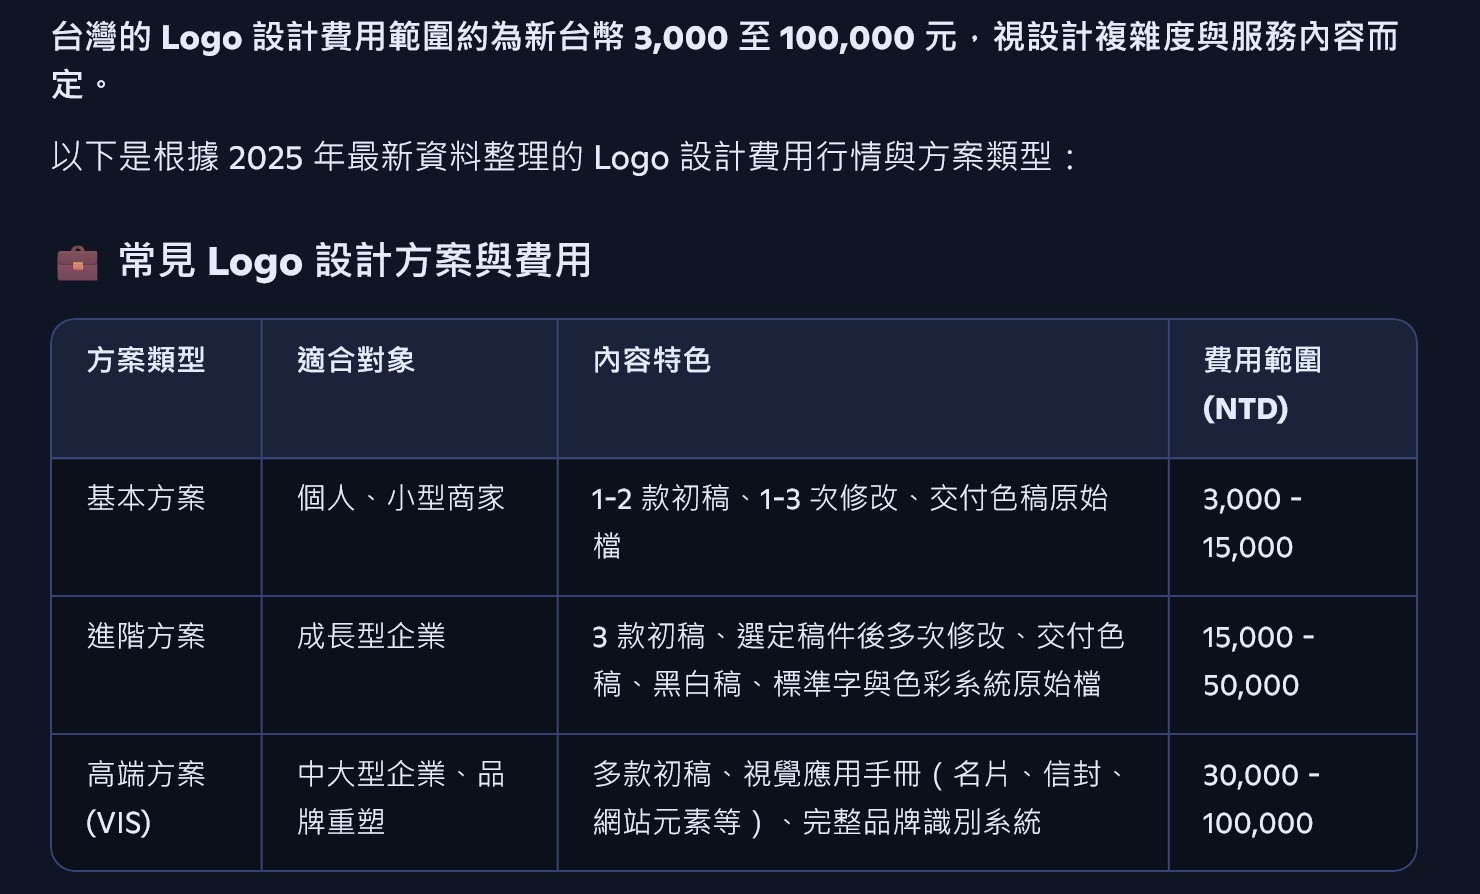 台灣的 Logo 設計費用範圍約為新台幣 3,000 至 100,000 元，視設計複雜度與服務內容而
定。
以下是根據 2025 年最新資料整理的 Logo 設計費用行情與方案類型：
常見 Logo 設計方案與費用
方案類型
適合對象
內容特色
費用範圍
(NTD)
基本方案
個人、小型商家
1-2 款初稿、1-3 次修改、交付色稿原始
檔
3,000 -
15,000
進階方案
成長型企業
3 款初稿、選定稿件後多次修改、交付色
稿、黑白稿、標準字與色彩系統原始檔
15,000 -
50,000
高端方案
(VIS)
中大型企業、品
牌重塑
多款初稿、視覺應用手冊（名片、信封、
網站元素等）、完整品牌識別系統
30,000 -
100,000